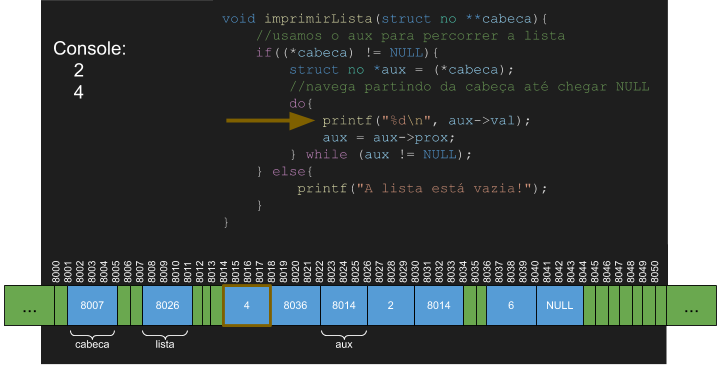 void imprimirLista(struct no **cabeca){
//usamos o aux para percorrer a lista
if((*cabeca) != NULL){
struct no *aux = (*cabeca);
//navega partindo da cabeça até chegar NULL
do{
printf("%d\n", aux->val);
aux = aux->prox;
} while (aux != NULL);
} else{
printf("A lista está vazia!");
}
}
Console:
2
4
8000 8001 8002 8003 8004 8005 8006 8007 8008 8009 8010 8011 8012 8013 8014 8015 8016 8017 8018 8019 8020 8021 8022 8023 8024 8025 8026 8027 8028 8029 8030 8031 8032 8033 8034 8035 8036 8037 8038 8039 8040 8041 8042 8043 8044 8045 8046 8047 8048 8049 8050
... 8007 8026 4 8036 8014 2 8014 6 NULL ...
cabeca lista aux